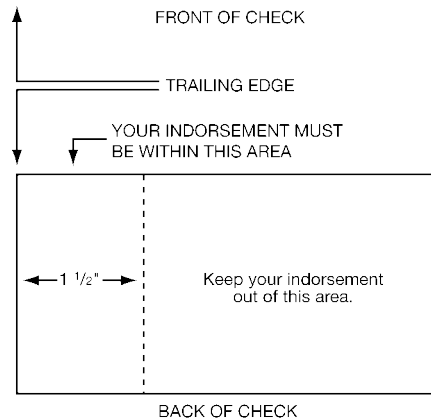 FRONT OF CHECK
TRAILING EDGE
YOUR INDORSEMENT MUST
BE WITHIN THIS AREA
1 1/2"
Keep your indorsement
out of this area.
BACK OF CHECK